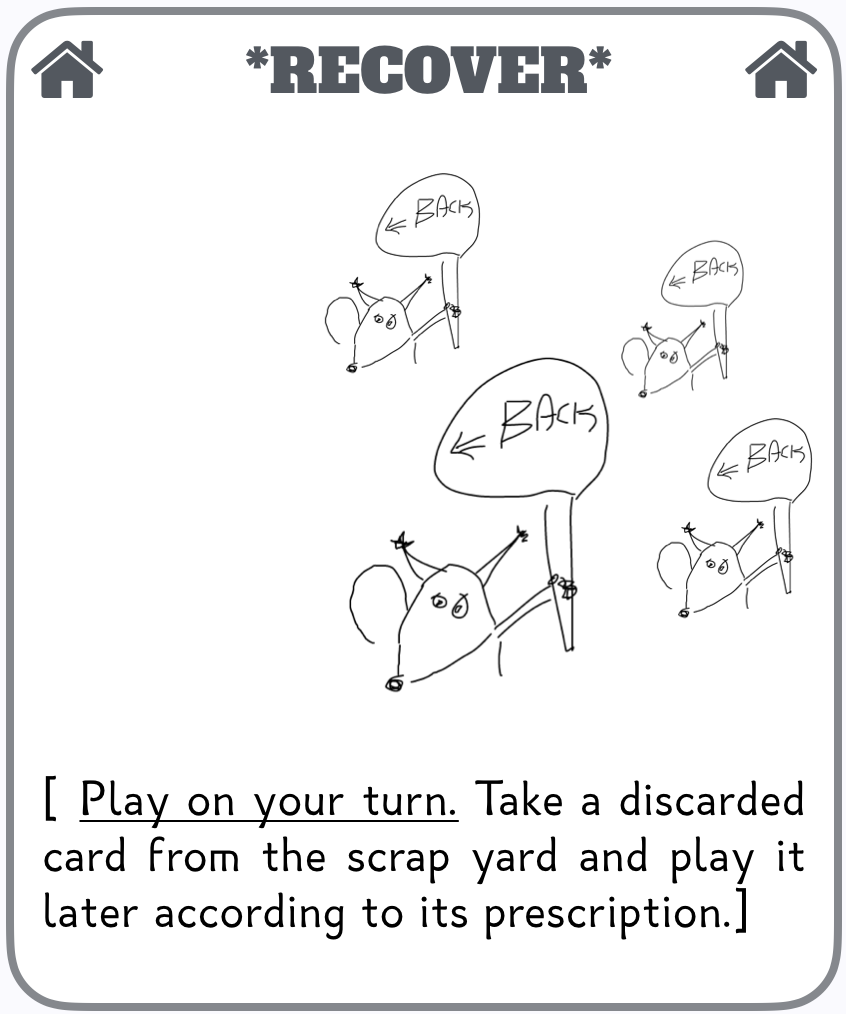 *RECOVER*
← BACK
← BACK
← BACK
← BACK
[ Play on your turn. Take a discarded
card from the scrap yard and play it
later according to its prescription.]